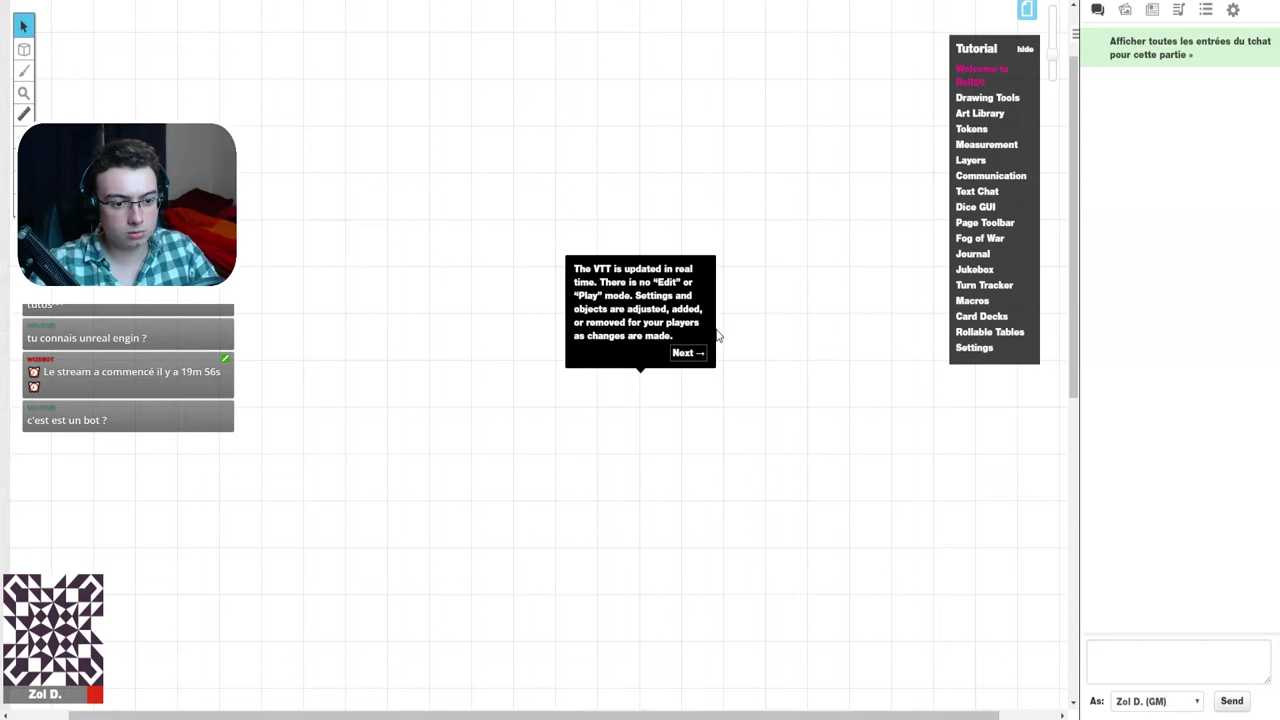 Afficher toutes les entrées du tchat
pour cette partie »
Tutorial
hide
Welcome to
Roll20
Drawing Tools
Art Library
Tokens
Measurement
Layers
Communication
Text Chat
Dice GUI
Page Toolbar
Fog of War
Journal
Jukebox
Turn Tracker
Macros
Card Decks
Rollable Tables
Settings
The VTT is updated in real
time. There is no “Edit” or
“Play” mode. Settings and
objects are adjusted, added,
or removed for your players
as changes are made.
Next →
tu connais unreal engin ?
WIZEBOT
Le stream a commencé il y a 19m 56s
c'est est un bot ?
Zol D.
As:
Zol D. (GM)
Send